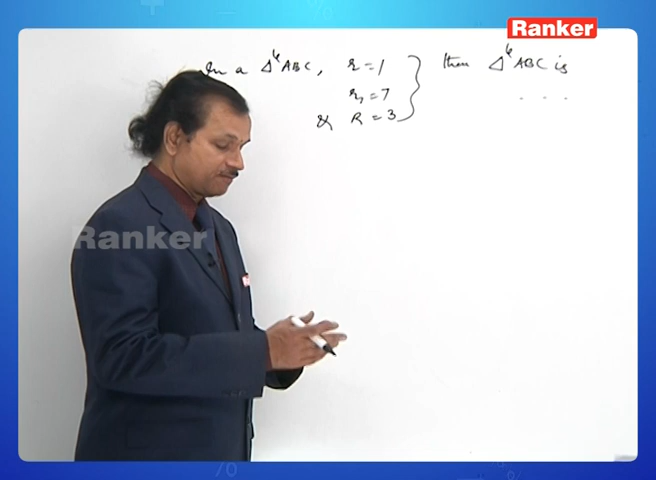 Ranker
In a Δˡᵉ ABC, r = 1 } then Δˡᵉ ABC is
r₁ = 7 . . .
& R = 3
Ranker